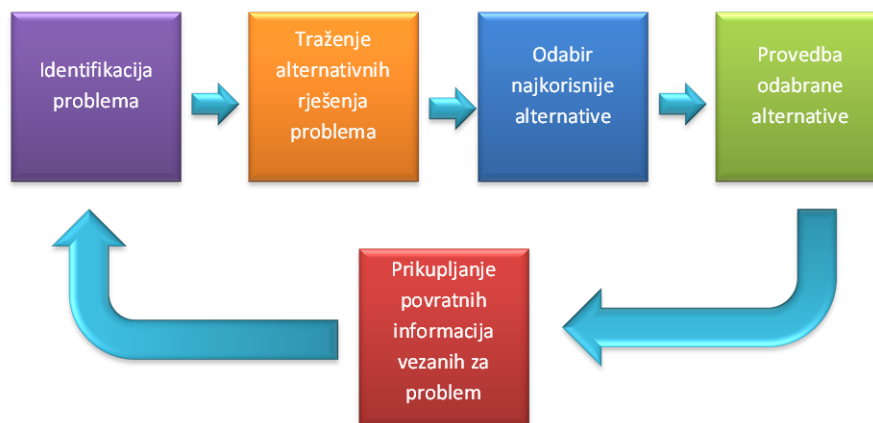 Identifikacija
problema
Traženje
alternativnih
rješenja
problema
Odabir
najkorisnije
alternative
Provedba
odabrane
alternative
Prikupljanje
povratnih
informacija
vezanih za
problem